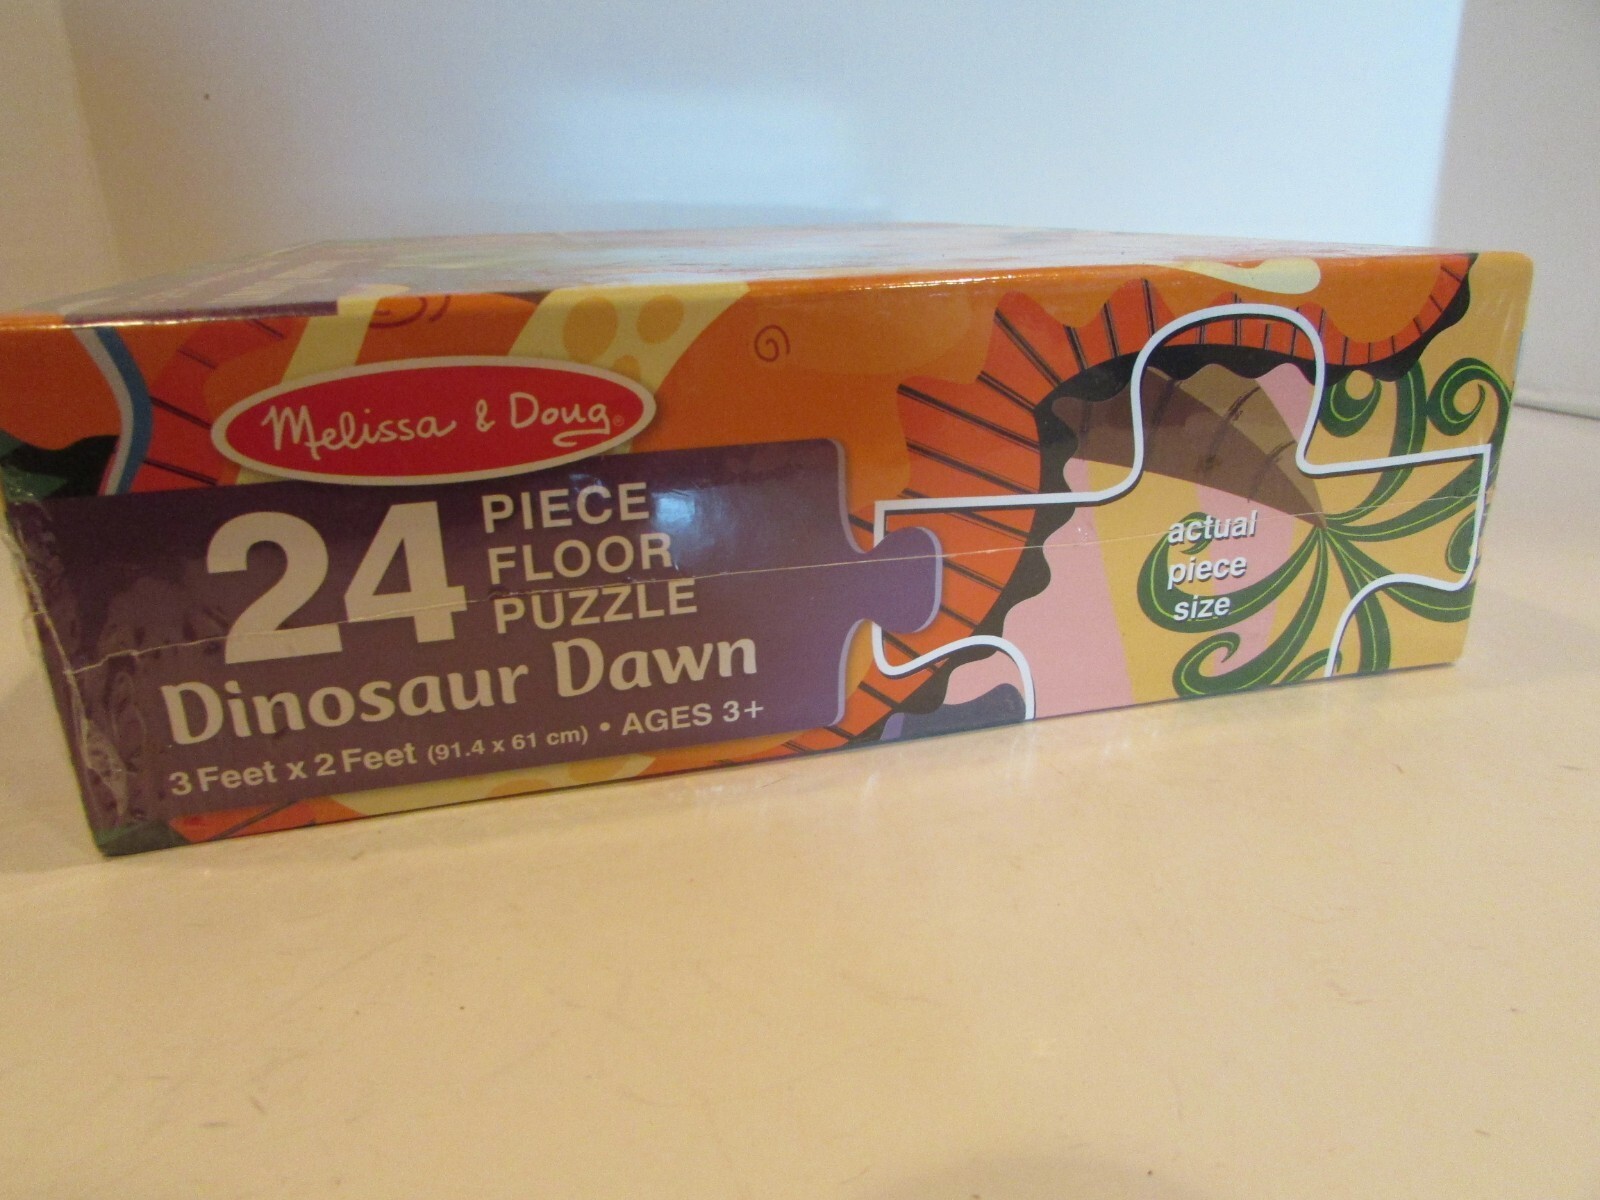 Melissa & Doug®
24 PIECE
FLOOR
PUZZLE
Dinosaur Dawn
3 Feet x 2 Feet (91.4 x 61 cm) • AGES 3+
actual
piece
size